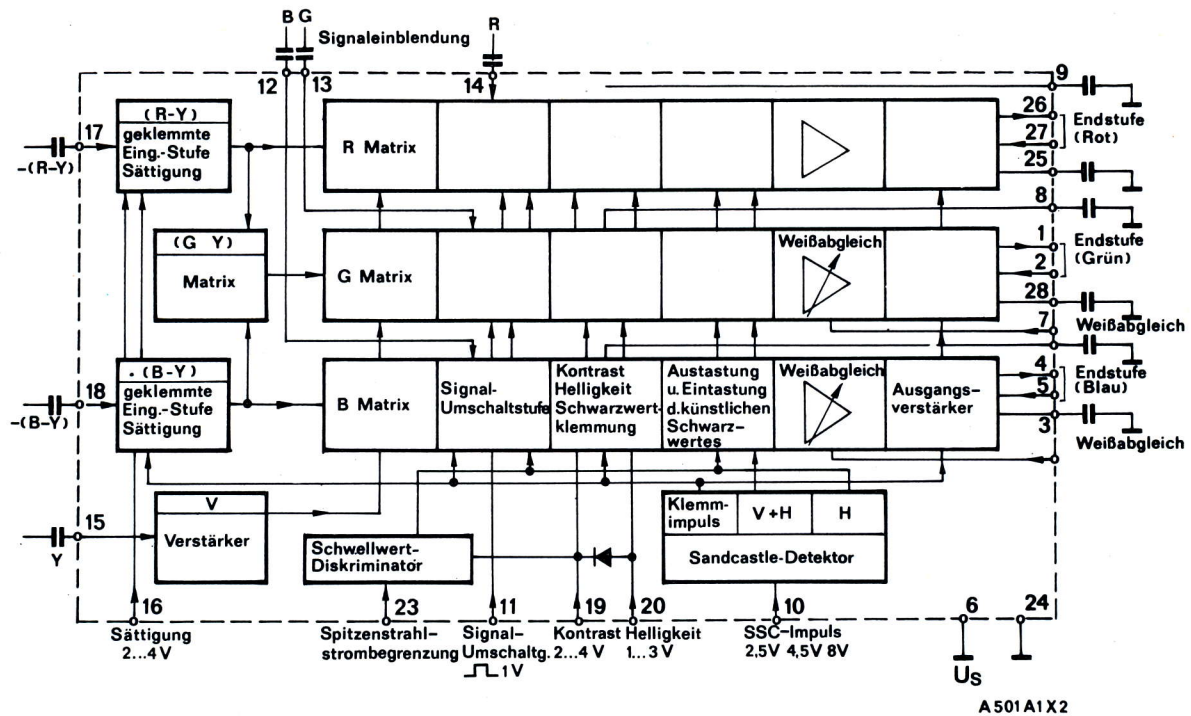 B G
R
Signaleinblendung
12
13
14
9
(R-Y)
17
geklemmte
Eing.-Stufe
Sättigung
-(R-Y)
R Matrix
26
27
Endstufe
(Rot)
25
8
(G Y)
Matrix
G Matrix
Weißabgleich
1
2
Endstufe
(Grün)
28
7
Weißabgleich
. (B-Y)
18
geklemmte
Eing.-Stufe
Sättigung
-(B-Y)
B Matrix
Signal-
Umschaltstufe
Kontrast
Helligkeit
Schwarzwert-
klemmung
Austastung
u. Eintastung
d. künstlichen
Schwarz-
wertes
Weißabgleich
Ausgangs-
verstärker
4
5
Endstufe
(Blau)
3
Weißabgleich
15
Y
V
Verstärker
Schwellwert-
Diskriminator
Klemm-
impuls
V+H
H
Sandcastle-Detektor
16
23
11
19
20
10
6
24
Sättigung
2...4 V
Spitzenstrahl-
strombegrenzung
Signal-
Umschaltg.
1 V
Kontrast
2...4 V
Helligkeit
1...3 V
SSC-Impuls
2,5V 4,5V 8V
US
A501A1X2